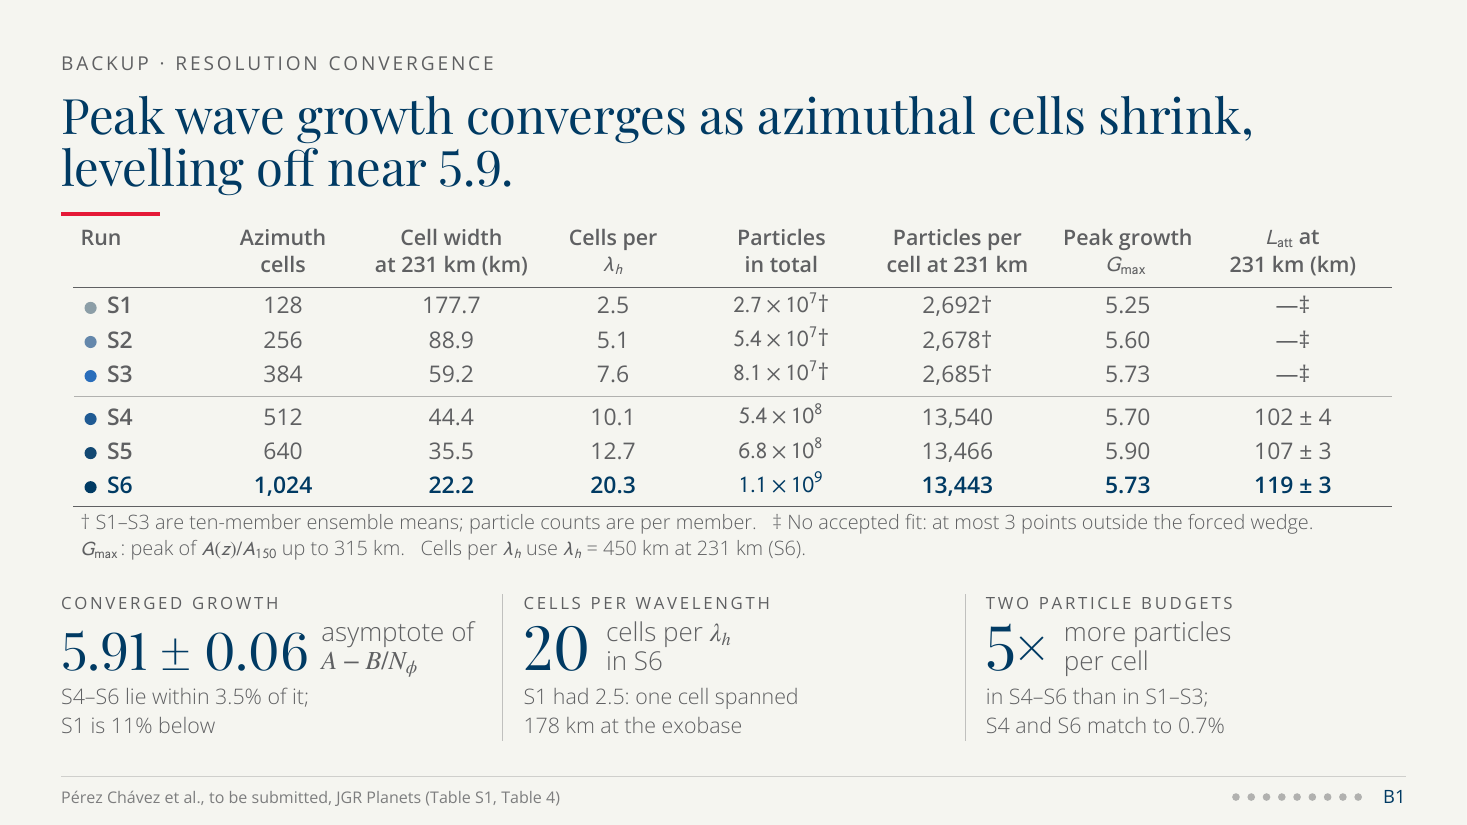 BACKUP · RESOLUTION CONVERGENCE
Peak wave growth converges as azimuthal cells shrink,
levelling off near 5.9.
Run Azimuth cells Cell width at 231 km (km) Cells per λₕ Particles in total Particles per cell at 231 km Peak growth G_max L_att at 231 km (km)
S1 128 177.7 2.5 2.7 × 10⁷† 2,692† 5.25 —‡
S2 256 88.9 5.1 5.4 × 10⁷† 2,678† 5.60 —‡
S3 384 59.2 7.6 8.1 × 10⁷† 2,685† 5.73 —‡
S4 512 44.4 10.1 5.4 × 10⁸ 13,540 5.70 102 ± 4
S5 640 35.5 12.7 6.8 × 10⁸ 13,466 5.90 107 ± 3
S6 1,024 22.2 20.3 1.1 × 10⁹ 13,443 5.73 119 ± 3
† S1–S3 are ten-member ensemble means; particle counts are per member. ‡ No accepted fit: at most 3 points outside the forced wedge.
G_max: peak of A(z)/A₁₅₀ up to 315 km. Cells per λₕ use λₕ = 450 km at 231 km (S6).
CONVERGED GROWTH
5.91 ± 0.06 asymptote of
A − B/N_ϕ
S4–S6 lie within 3.5% of it;
S1 is 11% below
CELLS PER WAVELENGTH
20 cells per λₕ
in S6
S1 had 2.5: one cell spanned
178 km at the exobase
TWO PARTICLE BUDGETS
5× more particles
per cell
in S4–S6 than in S1–S3;
S4 and S6 match to 0.7%
Pérez Chávez et al., to be submitted, JGR Planets (Table S1, Table 4)
B1